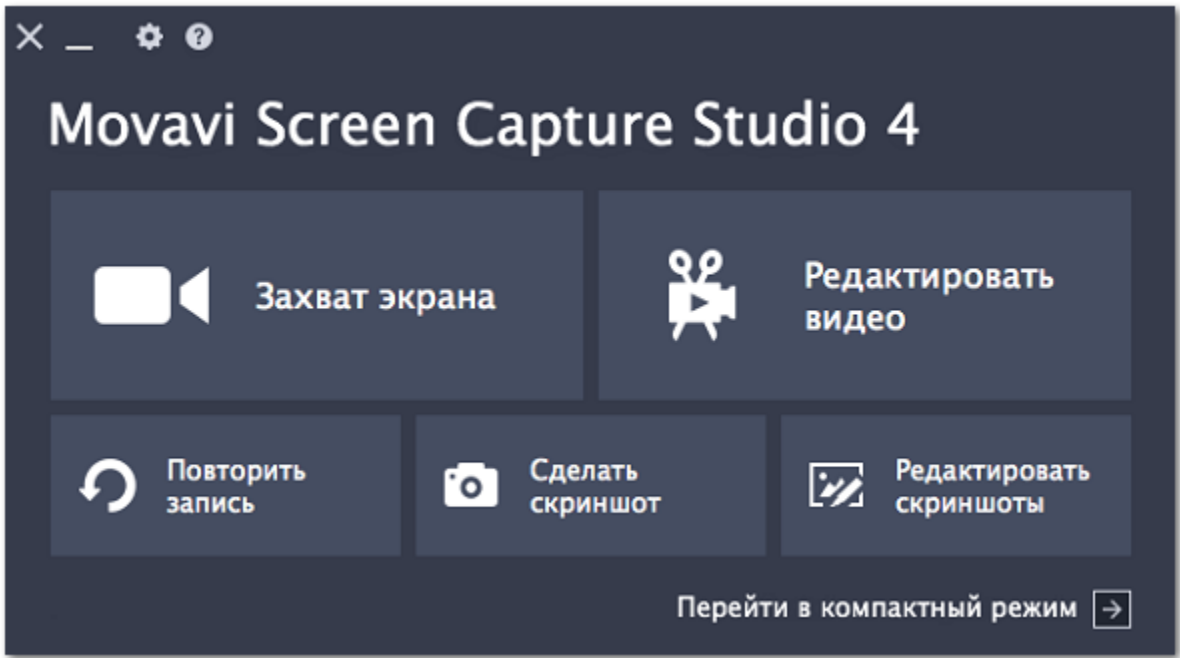 Movavi Screen Capture Studio 4
Захват экрана
Редактировать
видео
Повторить
запись
Сделать
скриншот
Редактировать
скриншоты
Перейти в компактный режим